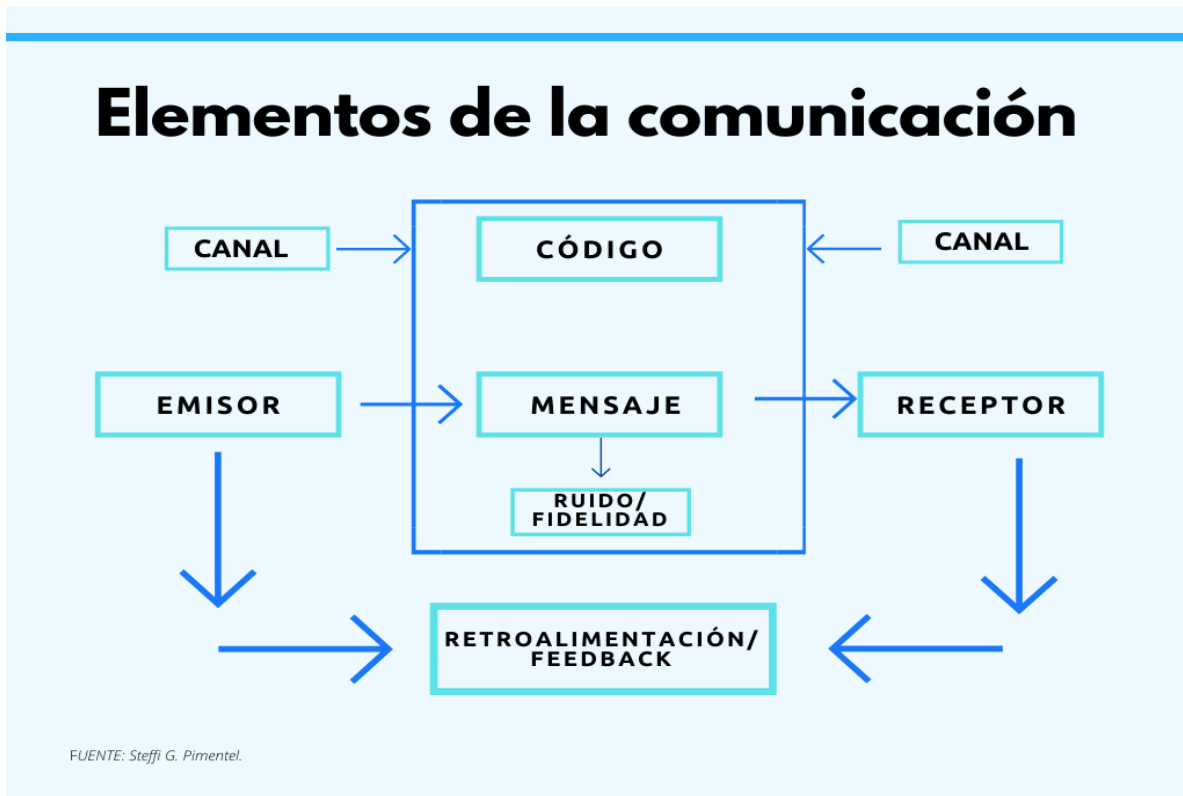 Elementos de la comunicación
CANAL
CÓDIGO
CANAL
EMISOR
MENSAJE
RECEPTOR
RUIDO/
FIDELIDAD
RETROALIMENTACIÓN/
FEEDBACK
FUENTE: Steffi G. Pimentel.